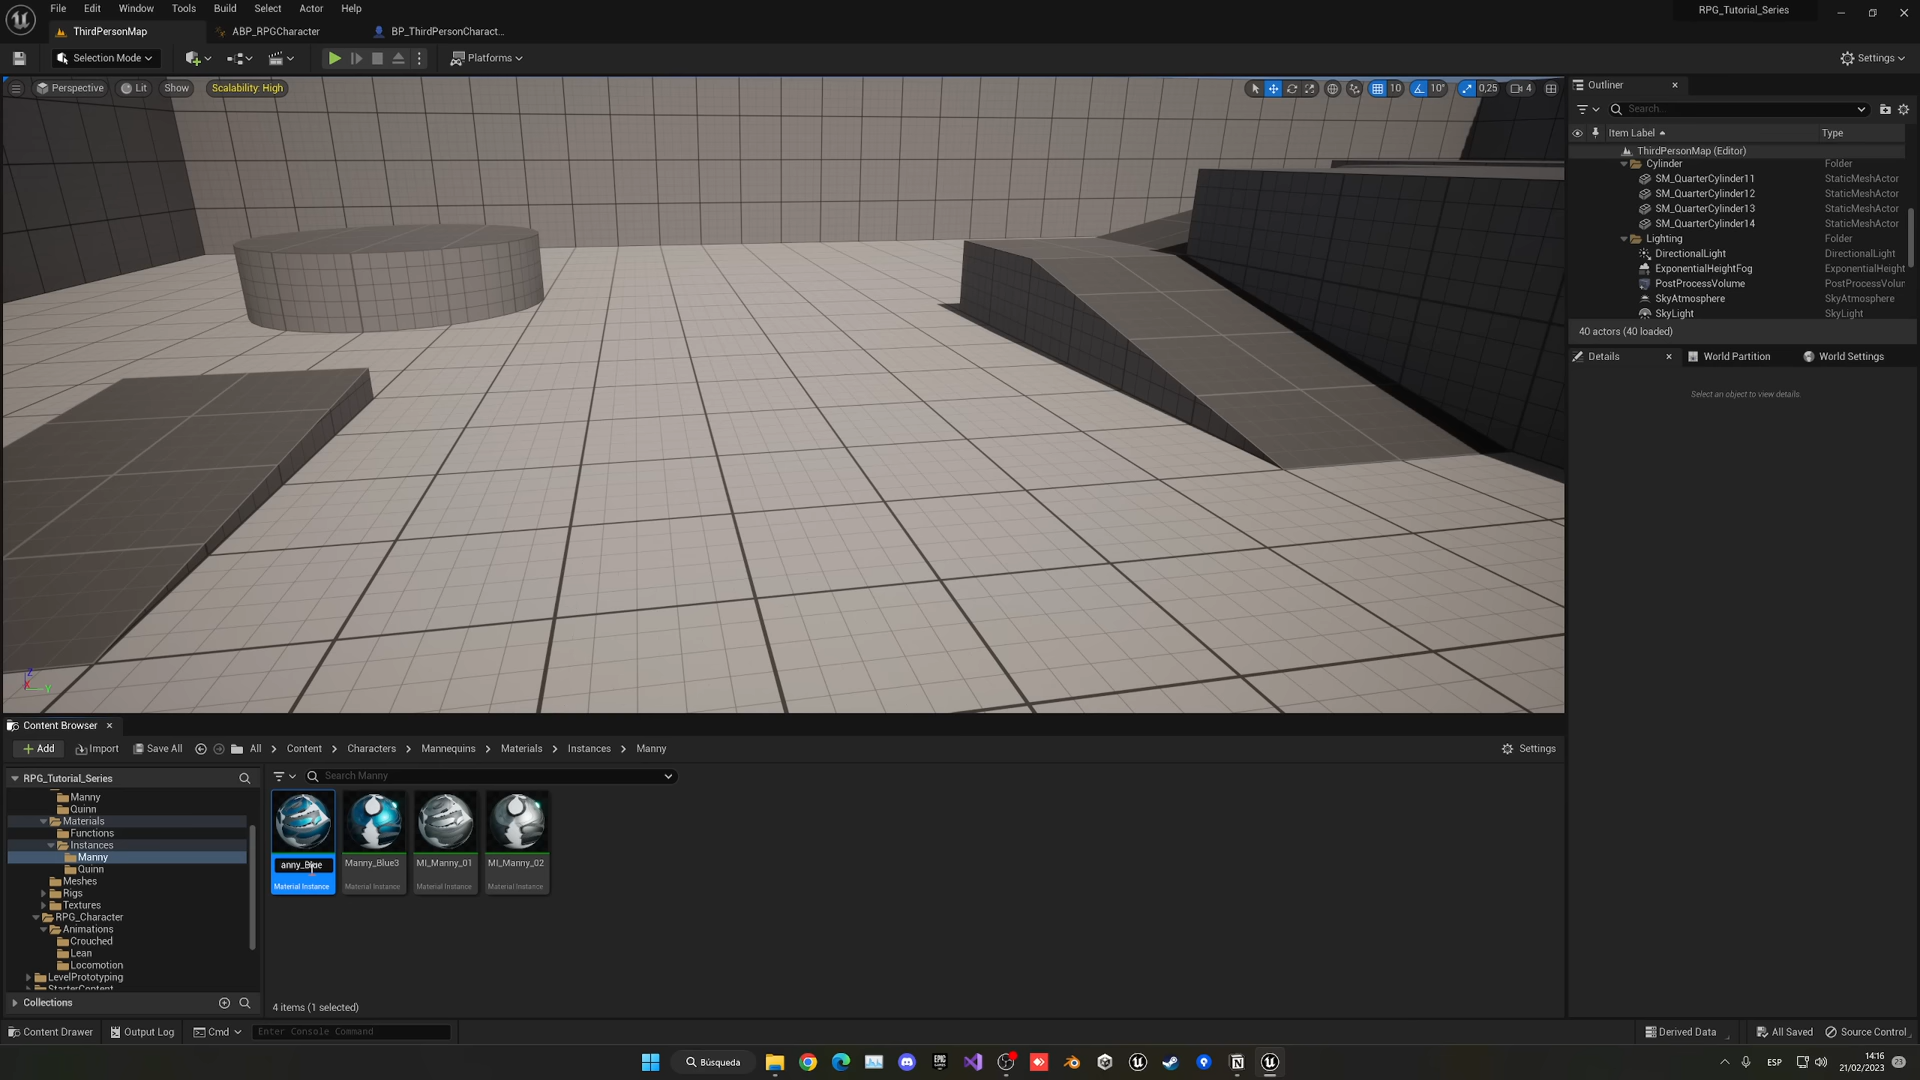 File Edit Window Tools Build Select Actor Help
RPG_Tutorial_Series
ThirdPersonMap
ABP_RPGCharacter
BP_ThirdPersonCharact...
Selection Mode
Platforms
Settings
Perspective
Lit
Show
Scalability: High
10
10°
0,25
4
Outliner
Search...
Item Label
Type
ThirdPersonMap (Editor)
Cylinder Folder
SM_QuarterCylinder11 StaticMeshActor
SM_QuarterCylinder12 StaticMeshActor
SM_QuarterCylinder13 StaticMeshActor
SM_QuarterCylinder14 StaticMeshActor
Lighting Folder
DirectionalLight DirectionalLight
ExponentialHeightFog ExponentialHeight
PostProcessVolume PostProcessVolun
SkyAtmosphere SkyAtmosphere
SkyLight SkyLight
40 actors (40 loaded)
Details
World Partition
World Settings
Select an object to view details.
Z
X
Y
Content Browser
Add
Import
Save All
All > Content > Characters > Mannequins > Materials > Instances > Manny
Settings
RPG_Tutorial_Series
Manny
Quinn
Materials
Functions
Instances
Manny
Quinn
Meshes
Rigs
Textures
RPG_Character
Animations
Crouched
Lean
Locomotion
LevelPrototyping
StarterContent
Collections
Search Manny
anny_Blue
Material Instance
Manny_Blue3
Material Instance
MI_Manny_01
Material Instance
MI_Manny_02
Material Instance
4 items (1 selected)
Content Drawer
Output Log
Cmd
Enter Console Command
Derived Data
All Saved
Source Control
Búsqueda
ESP
14:16
21/02/2023
23